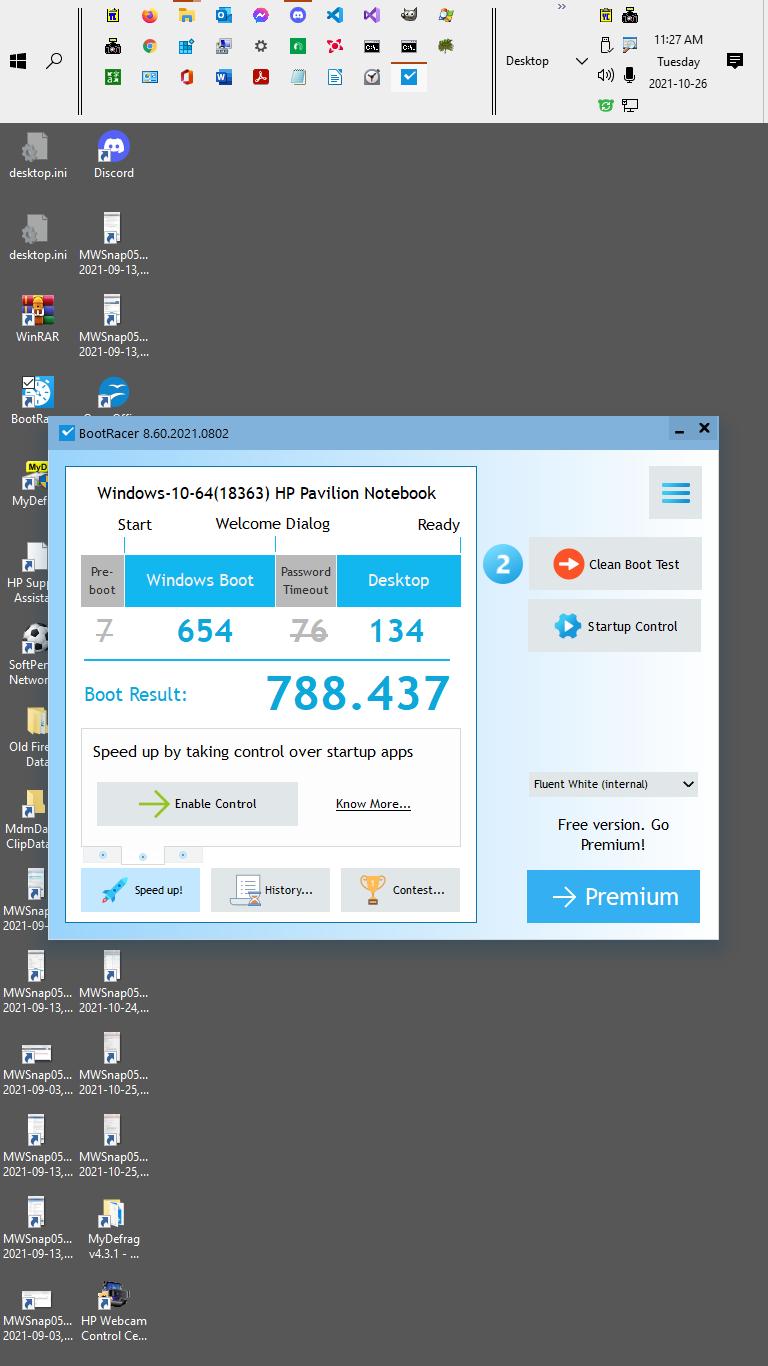 »
Desktop
11:27 AM
Tuesday
2021-10-26
desktop.ini
Discord
desktop.ini
MWSnap05...
2021-09-13,...
WinRAR
MWSnap05...
2021-09-13,...
BootRa
BootRacer 8.60.2021.0802
MyDef
HP Supp
Assista
SoftPer
Networ
Old Fire
Data
MdmDa
ClipData
MWSnap
2021-09-
Windows-10-64(18363) HP Pavilion Notebook
Start
Welcome Dialog
Ready
Pre-
boot
Windows Boot
Password
Timeout
Desktop
7
654
76
134
Boot Result:
788.437
Speed up by taking control over startup apps
Enable Control
Know More...
Speed up!
History...
Contest...
2
Clean Boot Test
Startup Control
Fluent White (internal)
Free version. Go
Premium!
Premium
MWSnap05...
2021-09-13,...
MWSnap05...
2021-10-24,...
MWSnap05...
2021-09-03,...
MWSnap05...
2021-10-25,...
MWSnap05...
2021-09-13,...
MWSnap05...
2021-10-25,...
MWSnap05...
2021-09-13,...
MyDefrag
v4.3.1 - ...
MWSnap05...
2021-09-03,...
HP Webcam
Control Ce...